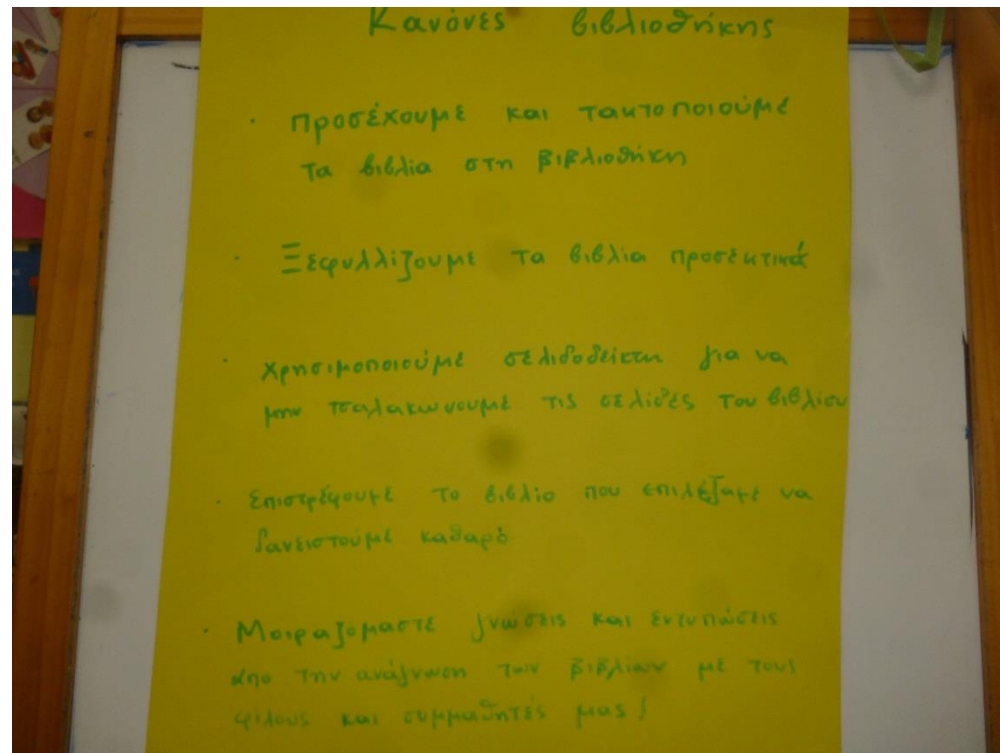 Κανόνες βιβλιοθήκης
· Προσέχουμε και τακτοποιούμε
τα βιβλία στη βιβλιοθήκη
· Ξεφυλλίζουμε τα βιβλία προσεκτικά
· Χρησιμοποιούμε σελιδοδείκτη για να
μην τσαλακώνουμε τις σελίδες του βιβλίου
· Επιστρέφουμε το βιβλίο που επιλέξαμε να
δανειστούμε καθαρό
· Μοιραζόμαστε γνώσεις και εντυπώσεις
απο την ανάγνωση των βιβλίων με τους
φίλους και συμμαθητές μας!